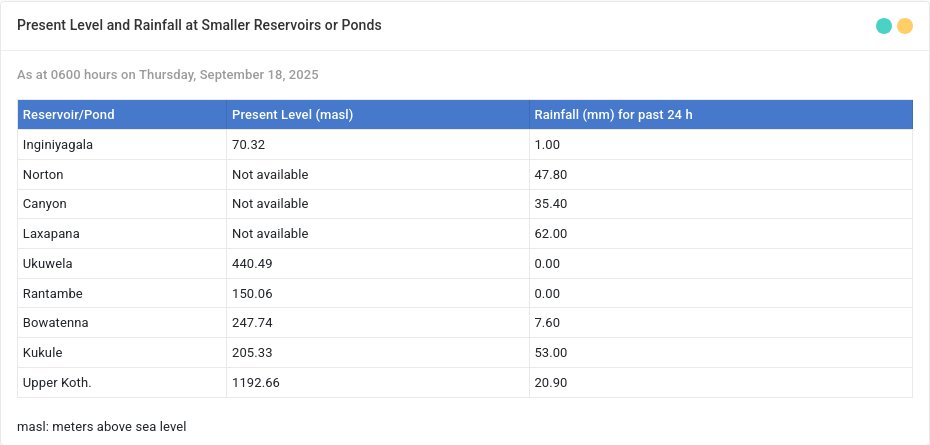 Present Level and Rainfall at Smaller Reservoirs or Ponds
As at 0600 hours on Thursday, September 18, 2025
Reservoir/Pond Present Level (masl) Rainfall (mm) for past 24 h
Inginiyagala 70.32 1.00
Norton Not available 47.80
Canyon Not available 35.40
Laxapana Not available 62.00
Ukuwela 440.49 0.00
Rantambe 150.06 0.00
Bowatenna 247.74 7.60
Kukule 205.33 53.00
Upper Koth. 1192.66 20.90
masl: meters above sea level